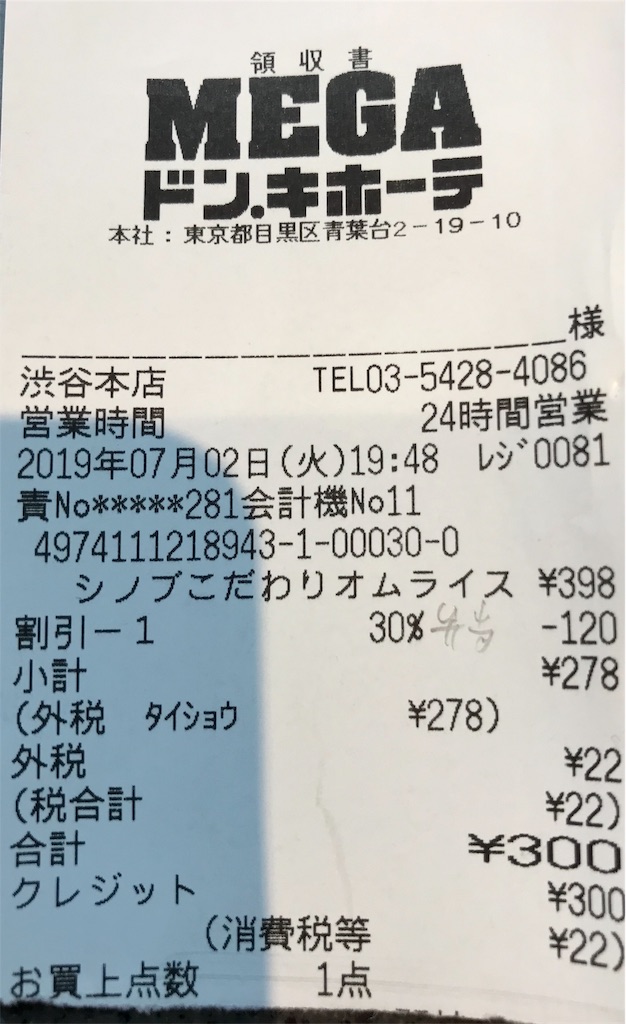 領収書
MEGA
ドン.キホーテ
本社：東京都目黒区青葉台2－19－10
様
渋谷本店 TEL03-5428-4086
営業時間 24時間営業
2019年07月02日(火)19:48 ﾚｼﾞ0081
責No*****281会計機No11
4974111218943-1-00030-0
シノブこだわりオムライス ¥398
割引－1 30% -120
小計 ¥278
(外税 ﾀｲｼｮｳ ¥278)
外税 ¥22
(税合計 ¥22)
合計 ¥300
クレジット ¥300
(消費税等 ¥22)
お買上点数 1点